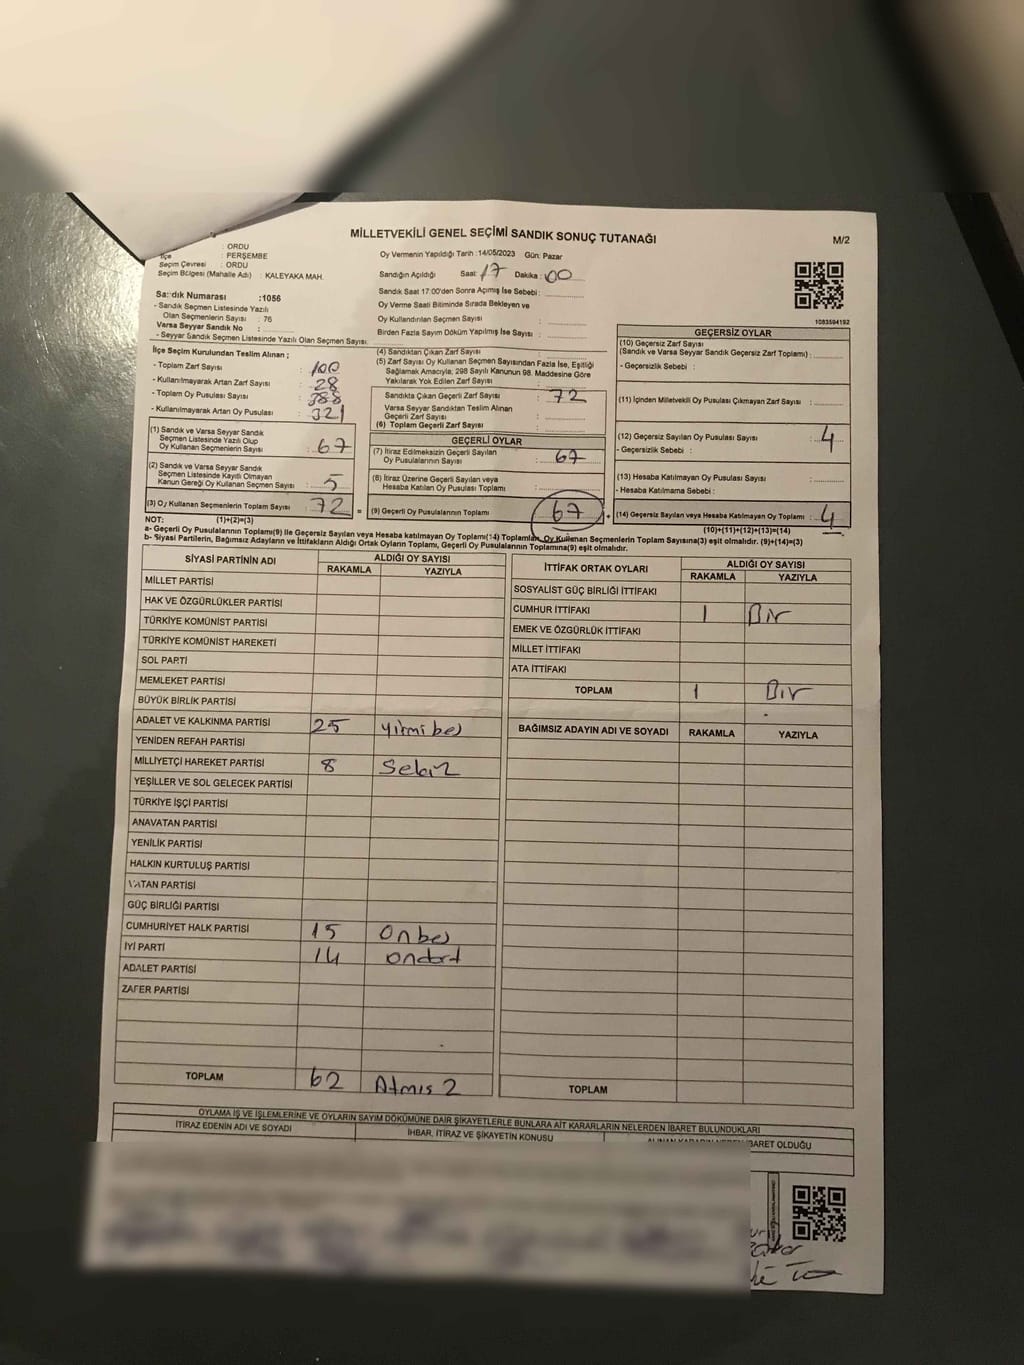 MİLLETVEKİLİ GENEL SEÇİMİ SANDIK SONUÇ TUTANAĞI
M/2
: ORDU
İlçe : PERŞEMBE
Seçim Çevresi : ORDU
Seçim Bölgesi (Mahalle Adı) : KALEYAKA MAH.
Oy Vermenin Yapıldığı Tarih :14/05/2023 Gün: Pazar
Sandığın Açıldığı Saat: 17 Dakika: 00
Sandık Saat 17:00'den Sonra Açımış İse Sebebi :
Oy Verme Saati Bitiminde Sırada Bekleyen ve
Oy Kullandırılan Seçmen Sayısı :
Birden Fazla Sayım Döküm Yapılmış İse Sayısı :
Sandık Numarası :1056
- Sandık Seçmen Listesinde Yazılı
Olan Seçmenlerin Sayısı : 76
Varsa Seyyar Sandık No :
- Seyyar Sandık Seçmen Listesinde Yazılı Olan Seçmen Sayısı:
1083594192
İlçe Seçim Kurulundan Teslim Alınan ;
- Toplam Zarf Sayısı : 100
- Kullanılmayarak Artan Zarf Sayısı : 28
- Toplam Oy Pusulası Sayısı : 388
- Kullanılmayarak Artan Oy Pusulası : 321
(1) Sandık ve Varsa Seyyar Sandık
Seçmen Listesinde Yazılı Olup
Oy Kullanan Seçmenlerin Sayısı : 67
(2) Sandık ve Varsa Seyyar Sandık
Seçmen Listesinde Kayıtlı Olmayan
Kanun Gereği Oy Kullanan Seçmen Sayısı : 5
(3) Oy Kullanan Seçmenlerin Toplam Sayısı : 72 =
(4) Sandıktan Çıkan Zarf Sayısı :
(5) Zarf Sayısı Oy Kullanan Seçmen Sayısından Fazla İse, Eşitliği
Sağlamak Amacıyla; 298 Sayılı Kanunun 98. Maddesine Göre
Yakılarak Yok Edilen Zarf Sayısı :
Sandıkta Çıkan Geçerli Zarf Sayısı : 72
Varsa Seyyar Sandıktan Teslim Alınan
Geçerli Zarf Sayısı :
(6) Toplam Geçerli Zarf Sayısı :
GEÇERLİ OYLAR
(7) İtiraz Edilmeksizin Geçerli Sayılan
Oy Pusulalarının Sayısı : 67
(8) İtiraz Üzerine Geçerli Sayılan veya
Hesaba Katılan Oy Pusulası Toplamı :
(9) Geçerli Oy Pusulalarının Toplamı : 67 +
GEÇERSİZ OYLAR
(10) Geçersiz Zarf Sayısı
(Sandık ve Varsa Seyyar Sandık Geçersiz Zarf Toplamı) :
- Geçersizlik Sebebi :
(11) İçinden Milletvekili Oy Pusulası Çıkmayan Zarf Sayısı :
(12) Geçersiz Sayılan Oy Pusulası Sayısı : 4
- Geçersizlik Sebebi :
(13) Hesaba Katılmayan Oy Pusulası Sayısı :
- Hesaba Katılmama Sebebi :
(14) Geçersiz Sayılan veya Hesaba Katılmayan Oy Toplamı : 4
NOT: (1)+(2)=(3)
(10)+(11)+(12)+(13)=(14)
a- Geçerli Oy Pusulalarının Toplamı(9) ile Geçersiz Sayılan veya Hesaba katılmayan Oy Toplamı(14) Toplamları, Oy Kullanan Seçmenlerin Toplam Sayısına(3) eşit olmalıdır. (9)+(14)=(3)
b- Siyasi Partilerin, Bağımsız Adayların ve İttifakların Aldığı Ortak Oyların Toplamı, Geçerli Oy Pusulalarının Toplamına(9) eşit olmalıdır.
SİYASİ PARTİNİN ADI ALDIĞI OY SAYISI
RAKAMLA YAZIYLA
MİLLET PARTİSİ
HAK VE ÖZGÜRLÜKLER PARTİSİ
TÜRKİYE KOMÜNİST PARTİSİ
TÜRKİYE KOMÜNİST HAREKETİ
SOL PARTİ
MEMLEKET PARTİSİ
BÜYÜK BİRLİK PARTİSİ
ADALET VE KALKINMA PARTİSİ 25 yirmi beş
YENİDEN REFAH PARTİSİ
MİLLİYETÇİ HAREKET PARTİSİ 8 Sekiz
YEŞİLLER VE SOL GELECEK PARTİSİ
TÜRKİYE İŞÇİ PARTİSİ
ANAVATAN PARTİSİ
YENİLİK PARTİSİ
HALKIN KURTULUŞ PARTİSİ
VATAN PARTİSİ
GÜÇ BİRLİĞİ PARTİSİ
CUMHURİYET HALK PARTİSİ 15 Onbeş
İYİ PARTİ 14 ondört
ADALET PARTİSİ
ZAFER PARTİSİ
TOPLAM 62 Atmış 2
İTTİFAK ORTAK OYLARI ALDIĞI OY SAYISI
RAKAMLA YAZIYLA
SOSYALİST GÜÇ BİRLİĞİ İTTİFAKI
CUMHUR İTTİFAKI 1 Bir
EMEK VE ÖZGÜRLÜK İTTİFAKI
MİLLET İTTİFAKI
ATA İTTİFAKI
TOPLAM 1 Bir
BAĞIMSIZ ADAYIN ADI VE SOYADI RAKAMLA YAZIYLA
TOPLAM
OYLAMA İŞ VE İŞLEMLERİNE VE OYLARIN SAYIM DÖKÜMÜNE DAİR ŞİKAYETLERLE BUNLARA AİT KARARLARIN NELERDEN İBARET BULUNDUKLARI
İTİRAZ EDENİN ADI VE SOYADI İHBAR, İTİRAZ VE ŞİKAYETİN KONUSU İBARET OLDUĞU